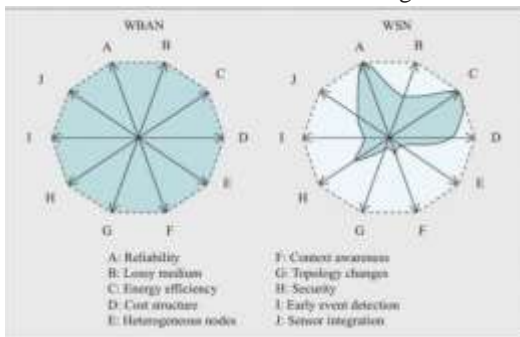 WBAN
WSN
A
B
C
D
E
F
G
H
I
J
A
B
C
D
E
F
G
H
I
J
A: Reliability
B: Lossy medium
C: Energy efficiency
D: Cost structure
E: Heterogeneous nodes
F: Context awareness
G: Topology changes
H: Security
I: Early event detection
J: Sensor integration